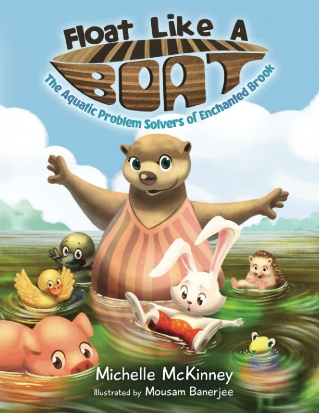 Float Like A
BOAT
The Aquatic Problem Solvers of Enchanted Brook
Michelle McKinney
Illustrated by Mousam Banerjee